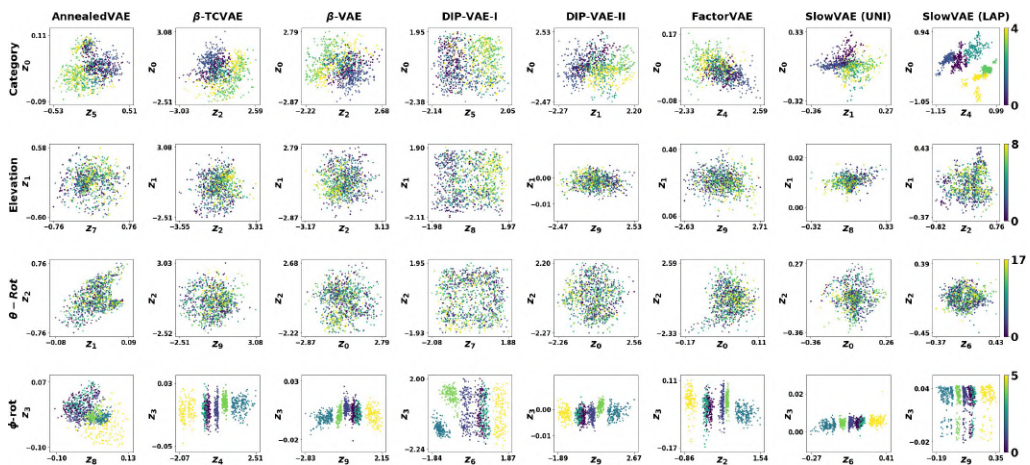 AnnealedVAE β-TCVAE β-VAE DIP-VAE-I DIP-VAE-II FactorVAE SlowVAE (UNI) SlowVAE (LAP)
Category
0.11 3.08 2.79 1.95 2.53 0.17 0.33 0.94 4
z0 z0 z0 z0 z0 z0 z0 z0
−0.09 −2.51 −2.87 −2.38 −2.47 −0.08 −0.32 −1.05 0
−0.53 0.51 −3.03 2.59 −2.22 2.68 −2.14 2.05 −2.56 2.20 −2.99 2.44 −0.36 0.37 −0.76 0.99
z5 z2 z2 z5 z1 z4 z1 z4
Elevation
0.58 3.08 2.79 1.95 0.40 0.02 0.43 8
z1 z1 z1 z1 0.00 z1 z1 z1 z1
−0.60 −2.51 −2.87 −2.11 −0.01 0.06 0.00 −0.37 0
−0.76 0.76 −3.55 3.31 −3.17 3.13 −1.98 1.97 −2.89 2.53 −2.63 2.71 −0.36 0.33 −0.82 0.76
z7 z2 z2 z8 z9 z9 z8 z2
θ − Rot
0.76 3.03 2.68 1.95 2.20 2.59 0.27 0.39 17
z2 z2 z2 z2 z2 z2 z2 z2
−0.76 −2.52 −2.22 −1.93 −2.27 −2.33 −0.36 −0.45 0
−0.08 0.09 −2.51 3.08 −2.87 2.79 −2.08 1.88 −2.26 2.56 −0.17 0.11 −0.36 0.26 −0.43 0.36
z1 z9 z0 z7 z0 z0 z0 z6
ϕ-rot
0.07 0.03 0.03 2.00 0.00 0.11 0.02 0.04
z3 z3 z3 z3 z3 z3 z3 z3 5
−0.10 −0.05 −0.02 −1.84 −0.01 −0.17 0.00 −0.02 0
−0.10 0.13 −2.07 2.51 −2.83 2.15 −1.84 1.87 −2.89 2.67 −0.86 1.54 −0.27 0.41 −0.41 0.35
z8 z4 z9 z6 z9 z2 z6 z9